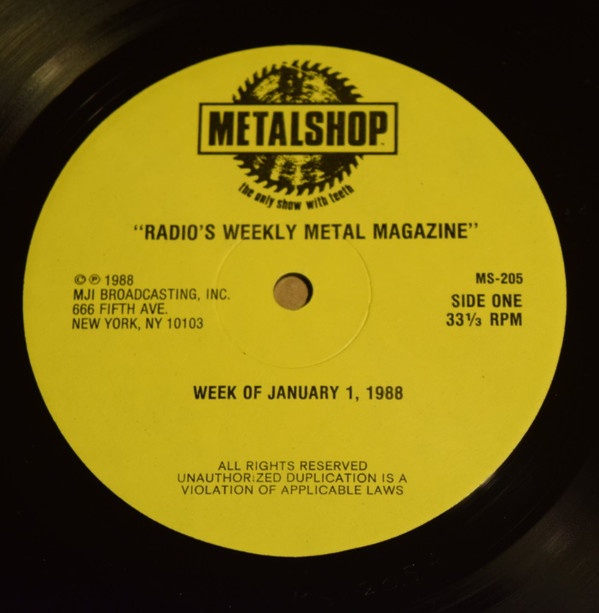 METALSHOP
the only show with teeth
"RADIO'S WEEKLY METAL MAGAZINE"
© ℗ 1988
MJI BROADCASTING, INC.
666 FIFTH AVE.
NEW YORK, NY 10103
MS-205
SIDE ONE
33⅓ RPM
WEEK OF JANUARY 1, 1988
ALL RIGHTS RESERVED
UNAUTHORIZED DUPLICATION IS A
VIOLATION OF APPLICABLE LAWS